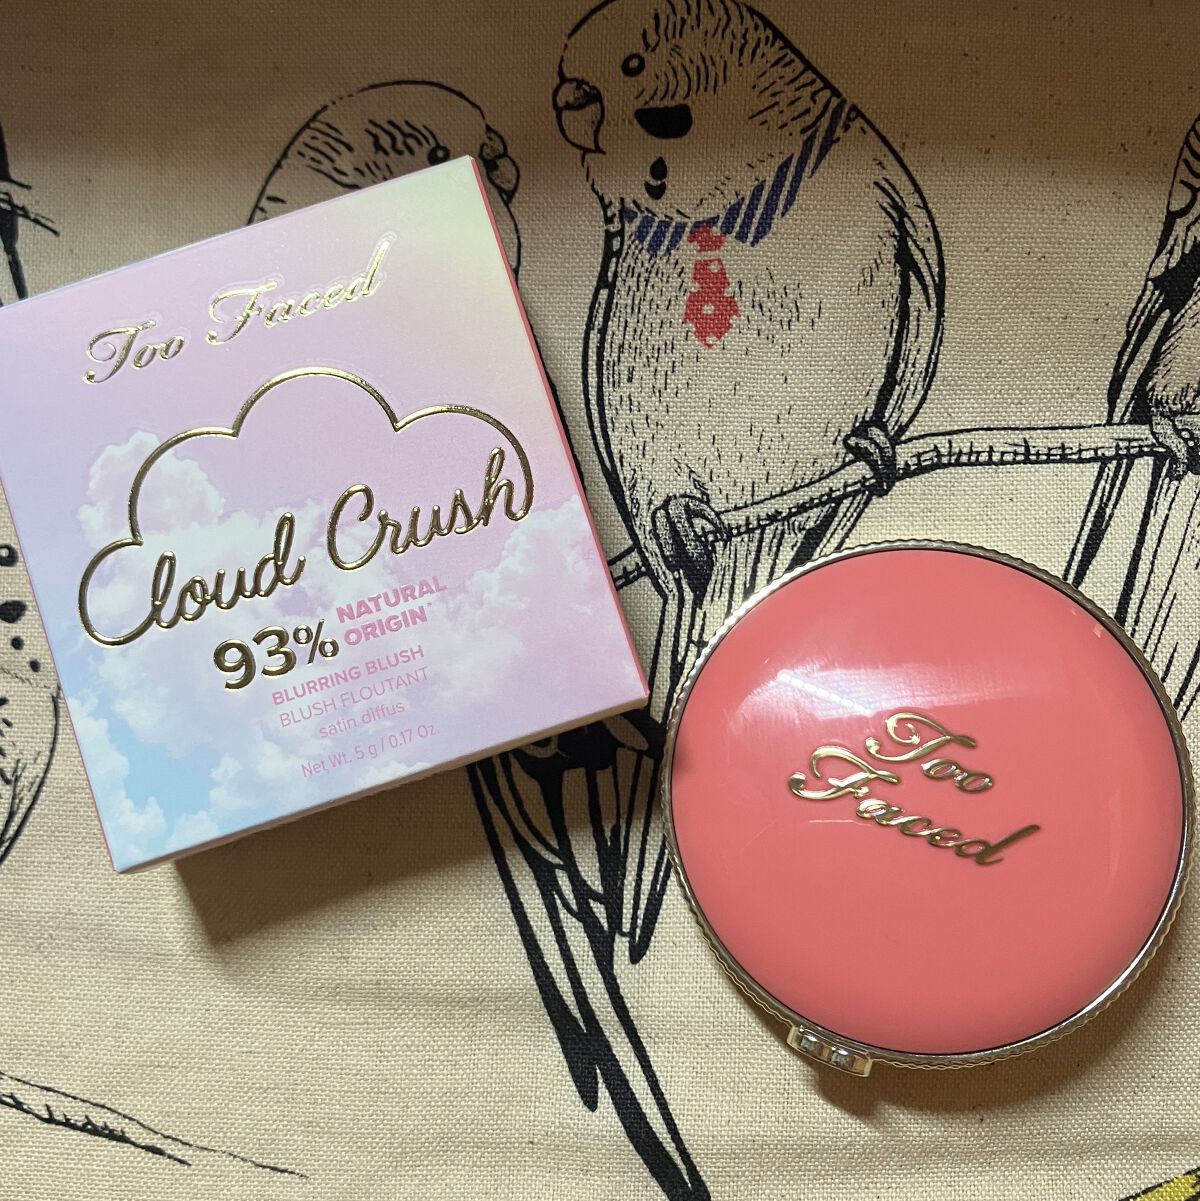 Too Faced
Cloud Crush
93% NATURAL
ORIGIN*
BLURRING BLUSH
BLUSH FLOUTANT
satin diffus
Net Wt. 5 g / 0.17 Oz.
Too
Faced